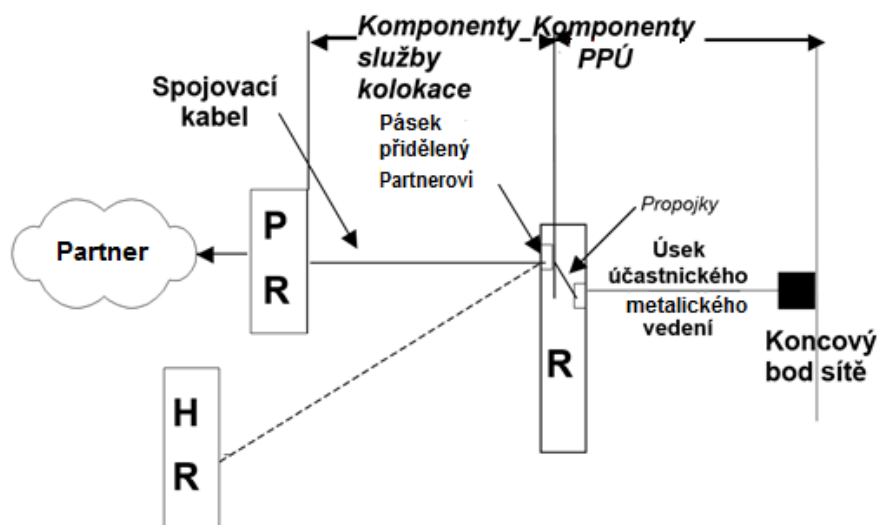 Komponenty_Komponenty
služby PPÚ
kolokace
Spojovací
kabel
Pásek
přidělený
Partnerovi
Propojky
P
R
Partner
Úsek
účastnického
metalického
vedení
Koncový
bod sítě
R
H
R